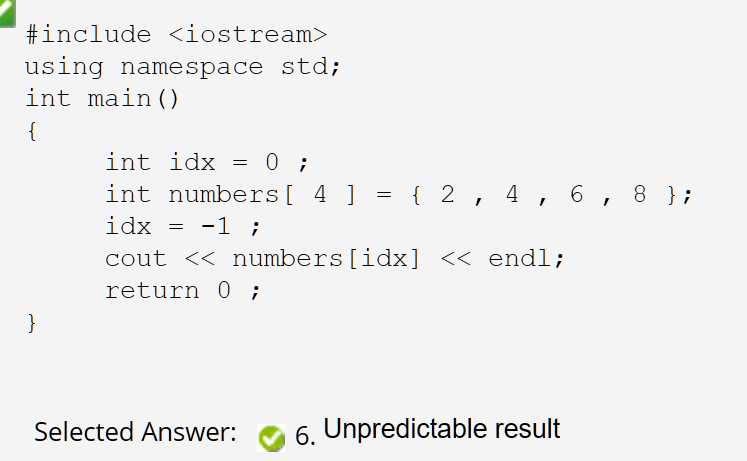 #include <iostream>
using namespace std;
int main()
{
int idx = 0 ;
int numbers[ 4 ] = { 2 , 4 , 6 , 8 };
idx = -1 ;
cout << numbers[idx] << endl;
return 0 ;
}
Selected Answer: 6. Unpredictable result